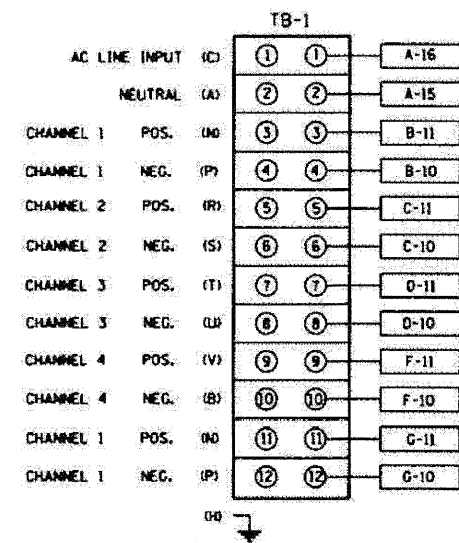 TB-1
AC LINE INPUT (C) 1 1 A-16
NEUTRAL (A) 2 2 A-15
CHANNEL 1 POS. (N) 3 3 B-11
CHANNEL 1 NEG. (P) 4 4 B-10
CHANNEL 2 POS. (R) 5 5 C-11
CHANNEL 2 NEG. (S) 6 6 C-10
CHANNEL 3 POS. (T) 7 7 D-11
CHANNEL 3 NEG. (U) 8 8 D-10
CHANNEL 4 POS. (V) 9 9 F-11
CHANNEL 4 NEG. (B) 10 10 F-10
CHANNEL 1 POS. (N) 11 11 G-11
CHANNEL 1 NEG. (P) 12 12 G-10
(H)